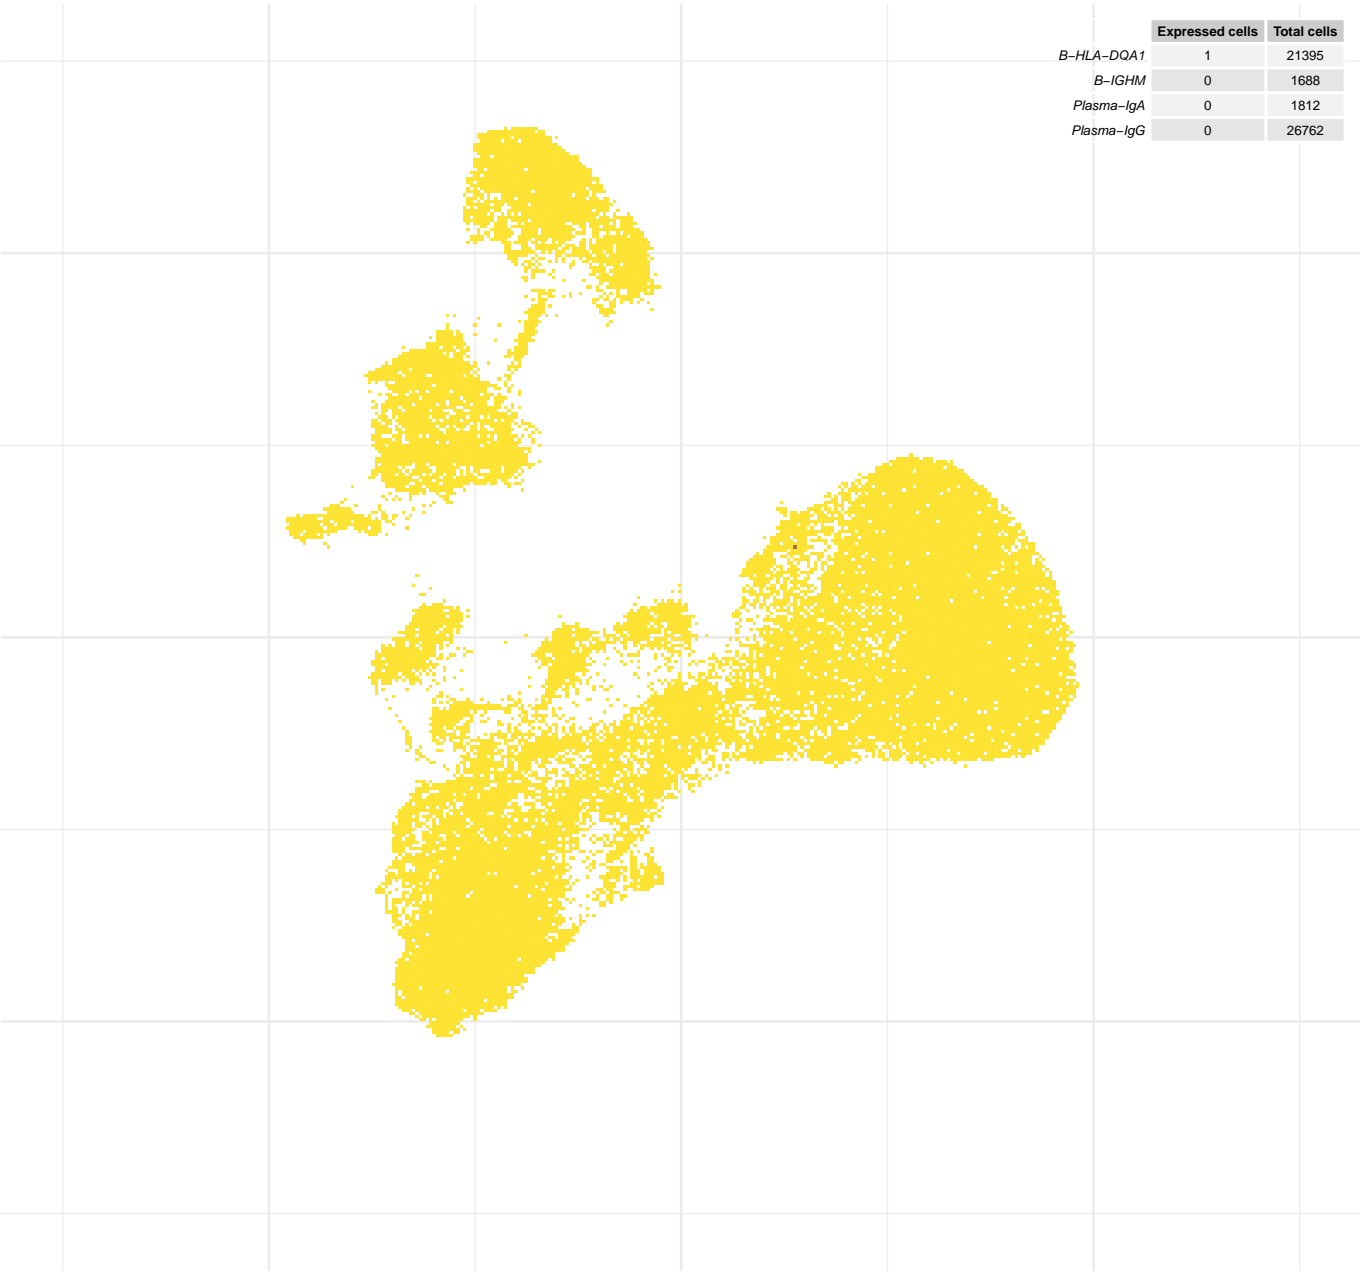 Expressed cells Total cells
B−HLA−DQA1 1 21395
B−IGHM 0 1688
Plasma−IgA 0 1812
Plasma−IgG 0 26762